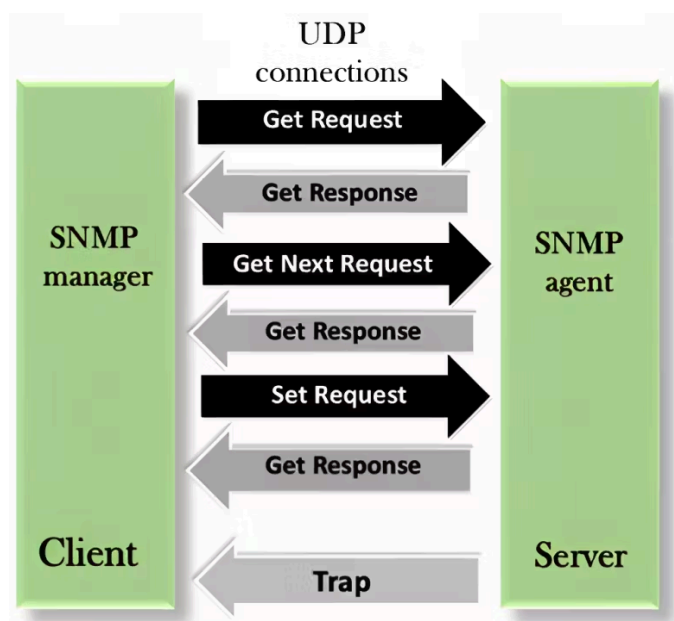 UDP
connections
Get Request
Get Response
SNMP
manager
Get Next Request
SNMP
agent
Get Response
Set Request
Get Response
Client
Trap
Server